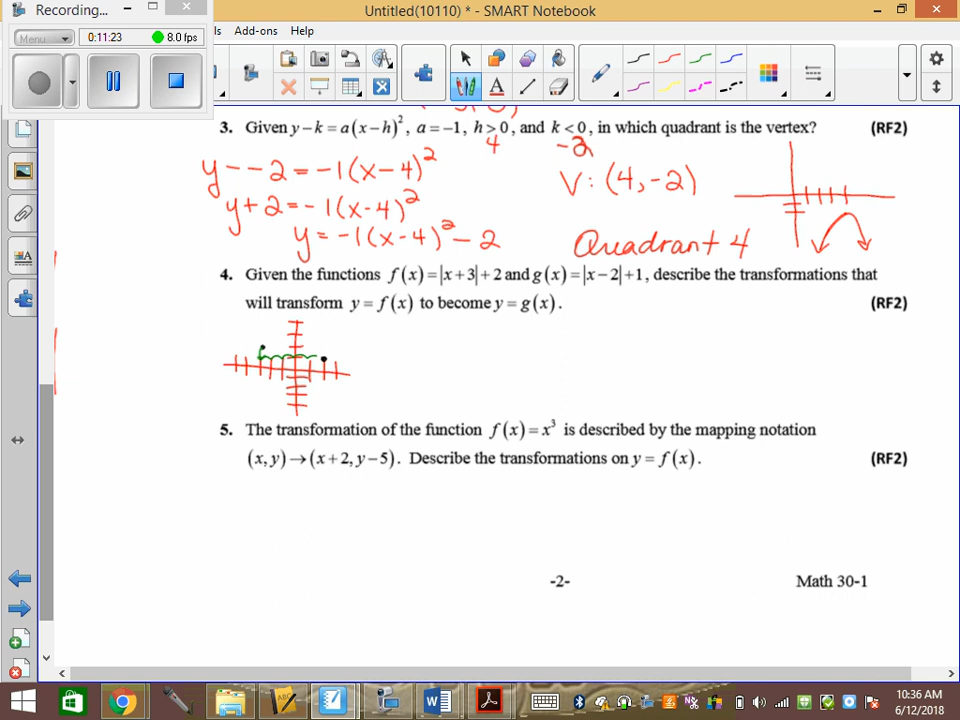 Recording...
Untitled(10110) * - SMART Notebook
Menu
0:11:23
8.0 fps
ls Add-ons Help
3. Given y−k = a(x−h)², a = −1, h > 0, and k < 0, in which quadrant is the vertex? (RF2)
4 -2
y--2 = -1(x-4)²
V: (4,-2)
y+2 = -1(x-4)²
y = -1(x-4)² - 2
Quadrant 4
4. Given the functions f(x) = |x+3|+2 and g(x) = |x−2|+1, describe the transformations that
will transform y = f(x) to become y = g(x). (RF2)
5. The transformation of the function f(x) = x³ is described by the mapping notation
(x,y)→(x+2, y−5). Describe the transformations on y = f(x). (RF2)
-2-
Math 30-1
10:36 AM
6/12/2018